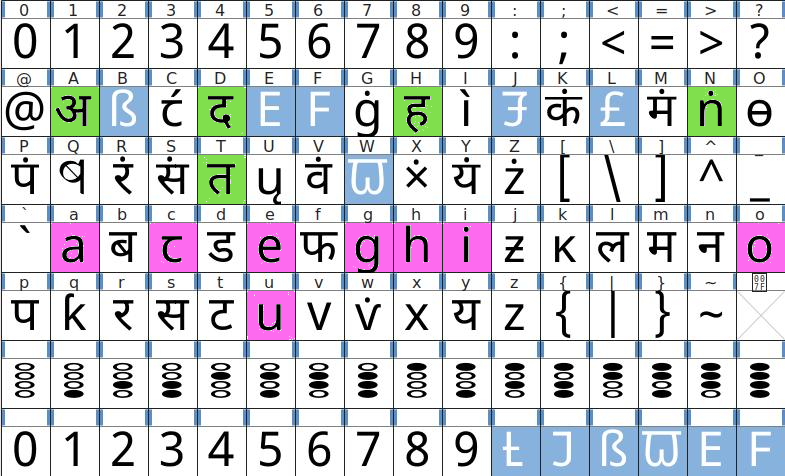 0 1 2 3 4 5 6 7 8 9 : ; < = > ?
0 1 2 3 4 5 6 7 8 9 : ; < = > ?
@ A B C D E F G H I J K L M N O
@ अ ẞ द E F ġ ह ì कं £ मं ṅ ɵ
P Q R S T U V W X Y Z [ \ ] ^ _
पं रं सं त ų वं ẋ यं ż [ \ ] ^ _
` a b c d e f g h i j k l m n o
` a ब c ड e फ g h i ƶ ĸ ल म न o
p q r s t u v w x y z { | } ~
प ƙ र स ट u v x य z { | } ~
0 1 2 3 4 5 6 7 8 9 Ł J ẞ E F